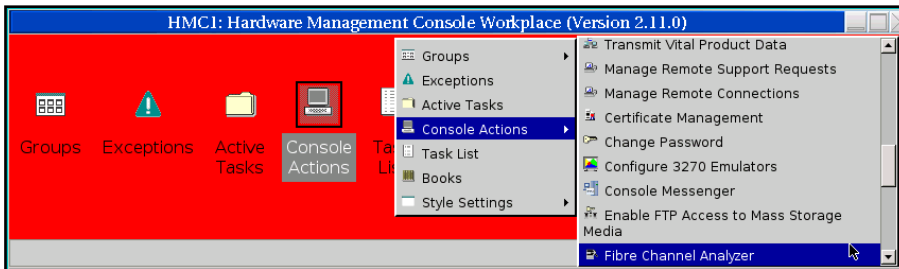 HMC1: Hardware Management Console Workplace (Version 2.11.0)
Groups
Exceptions
Active
Tasks
Console
Actions
Groups
Exceptions
Active Tasks
Console Actions
Task List
Books
Style Settings
Transmit Vital Product Data
Manage Remote Support Requests
Manage Remote Connections
Certificate Management
Change Password
Configure 3270 Emulators
Console Messenger
Enable FTP Access to Mass Storage
Media
Fibre Channel Analyzer